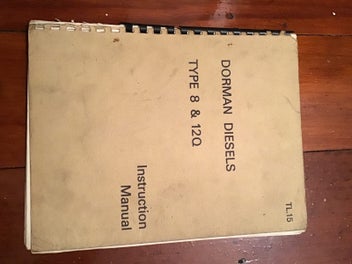 TL.15
DORMAN DIESELS
TYPE 8 & 12Q
Instruction
Manual